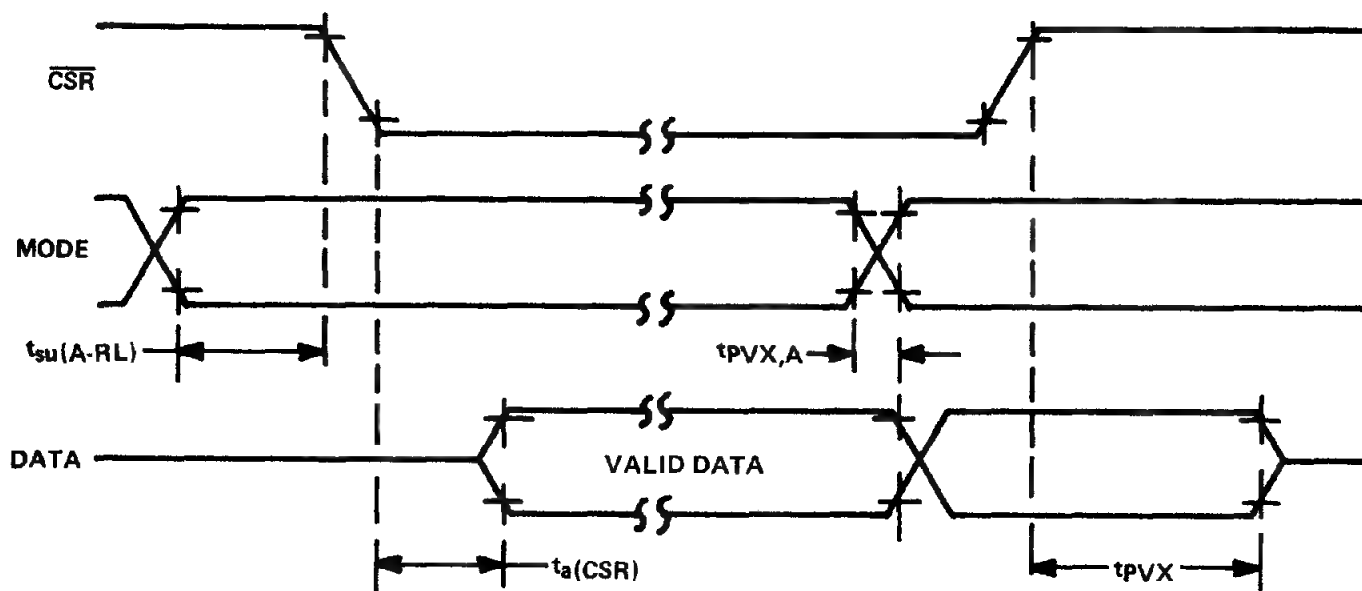 CSR
MODE
tsu(A-RL)
tPVX,A
DATA
VALID DATA
ta(CSR)
tPVX